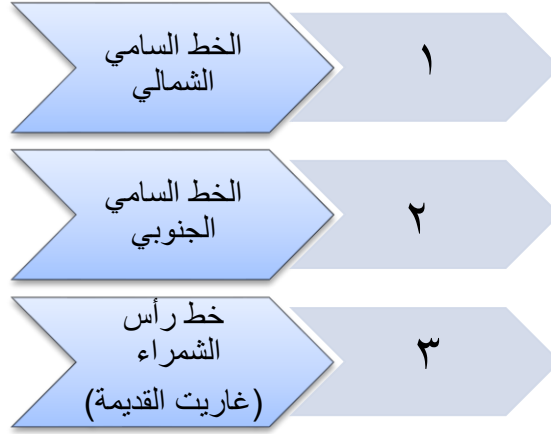 الخط السامي
الشمالي
١
الخط السامي
الجنوبي
٢
خط رأس
الشمراء
(غاريت القديمة)
٣